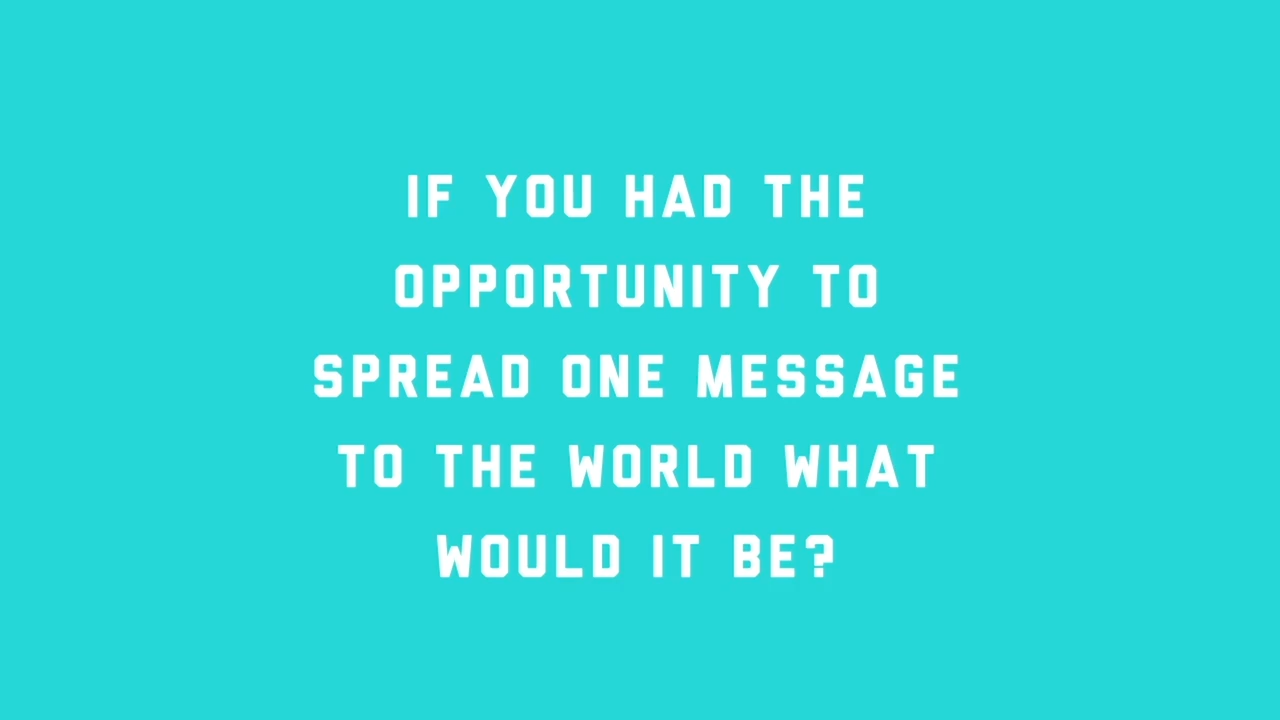 IF YOU HAD THE
OPPORTUNITY TO
SPREAD ONE MESSAGE
TO THE WORLD WHAT
WOULD IT BE?